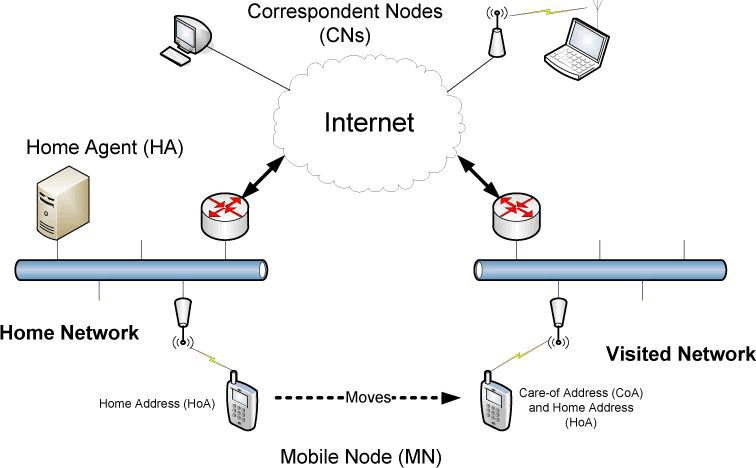 Correspondent Nodes
(CNs)
Internet
Home Agent (HA)
Home Network
Visited Network
Home Address (HoA)
Moves
Care-of Address (CoA)
and Home Address
(HoA)
Mobile Node (MN)